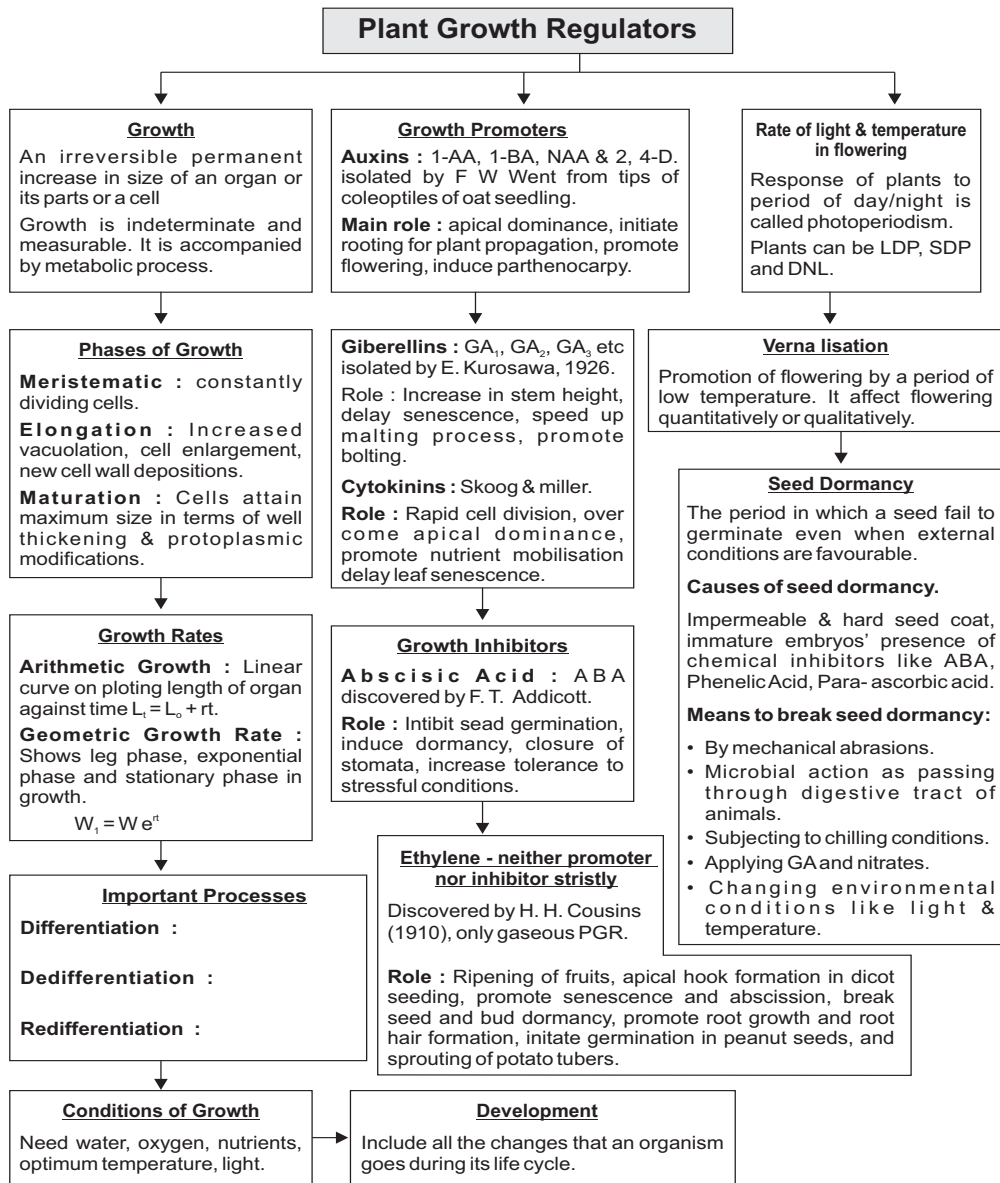 Plant Growth Regulators
Growth
An irreversible permanent
increase in size of an organ or
its parts or a cell
Growth is indeterminate and
measurable. It is accompanied
by metabolic process.
Phases of Growth
Meristematic : constantly
dividing cells.
Elongation : Increased
vacuolation, cell enlargement,
new cell wall depositions.
Maturation : Cells attain
maximum size in terms of well
thickening & protoplasmic
modifications.
Growth Rates
Arithmetic Growth : Linear
curve on ploting length of organ
against time Lₜ = Lₒ + rt.
Geometric Growth Rate :
Shows leg phase, exponential
phase and stationary phase in
growth.
W₁ = W eʳᵗ
Important Processes
Differentiation :
Dedifferentiation :
Redifferentiation :
Conditions of Growth
Need water, oxygen, nutrients,
optimum temperature, light.
Development
Include all the changes that an organism
goes during its life cycle.
Growth Promoters
Auxins : 1-AA, 1-BA, NAA & 2, 4-D.
isolated by F W Went from tips of
coleoptiles of oat seedling.
Main role : apical dominance, initiate
rooting for plant propagation, promote
flowering, induce parthenocarpy.
Giberellins : GA₁, GA₂, GA₃ etc
isolated by E. Kurosawa, 1926.
Role : Increase in stem height,
delay senescence, speed up
malting process, promote
bolting.
Cytokinins : Skoog & miller.
Role : Rapid cell division, over
come apical dominance,
promote nutrient mobilisation
delay leaf senescence.
Growth Inhibitors
Abscisic Acid : ABA
discovered by F. T. Addicott.
Role : Intibit sead germination,
induce dormancy, closure of
stomata, increase tolerance to
stressful conditions.
Ethylene - neither promoter
nor inhibitor stristly
Discovered by H. H. Cousins
(1910), only gaseous PGR.
Role : Ripening of fruits, apical hook formation in dicot
seeding, promote senescence and abscission, break
seed and bud dormancy, promote root growth and root
hair formation, initate germination in peanut seeds, and
sprouting of potato tubers.
Rate of light & temperature
in flowering
Response of plants to
period of day/night is
called photoperiodism.
Plants can be LDP, SDP
and DNL.
Verna lisation
Promotion of flowering by a period of
low temperature. It affect flowering
quantitatively or qualitatively.
Seed Dormancy
The period in which a seed fail to
germinate even when external
conditions are favourable.
Causes of seed dormancy.
Impermeable & hard seed coat,
immature embryos’ presence of
chemical inhibitors like ABA,
Phenelic Acid, Para- ascorbic acid.
Means to break seed dormancy:
• By mechanical abrasions.
• Microbial action as passing
through digestive tract of
animals.
• Subjecting to chilling conditions.
• Applying GA and nitrates.
• Changing environmental
conditions like light &
temperature.